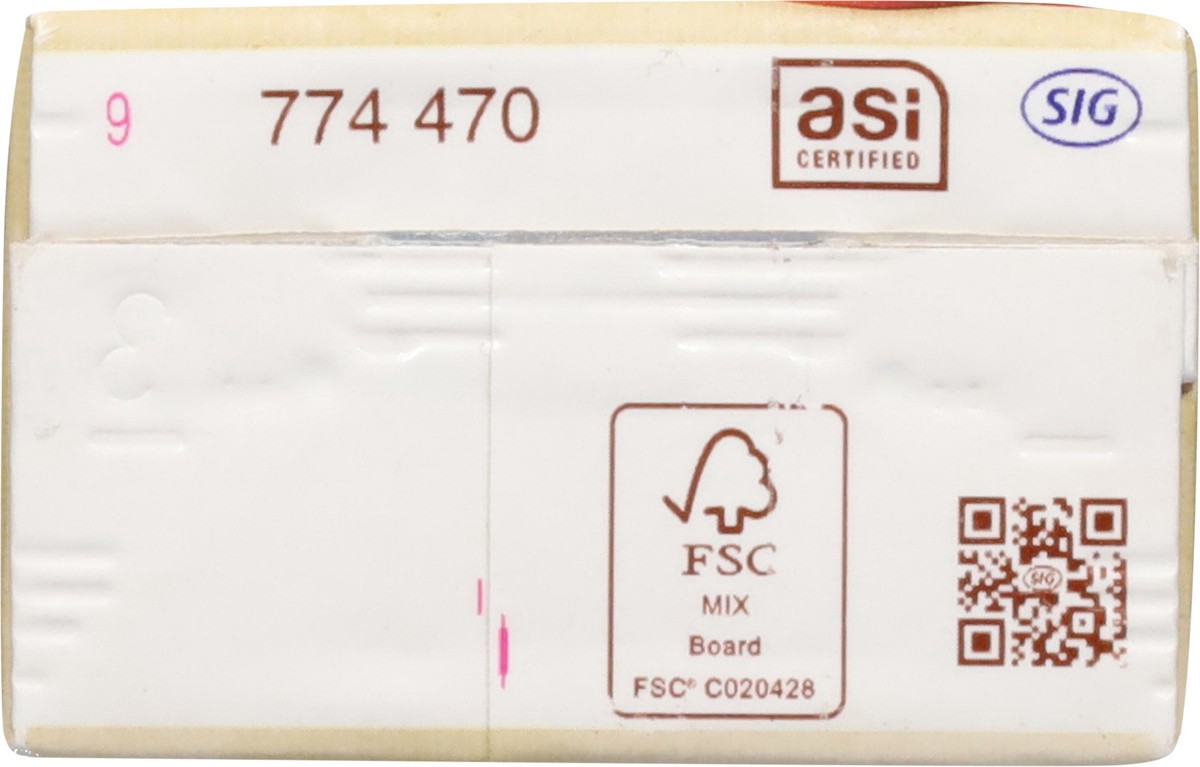 9 774 470
asi
CERTIFIED
SIG
FSC
MIX
Board
FSC® C020428
SIG